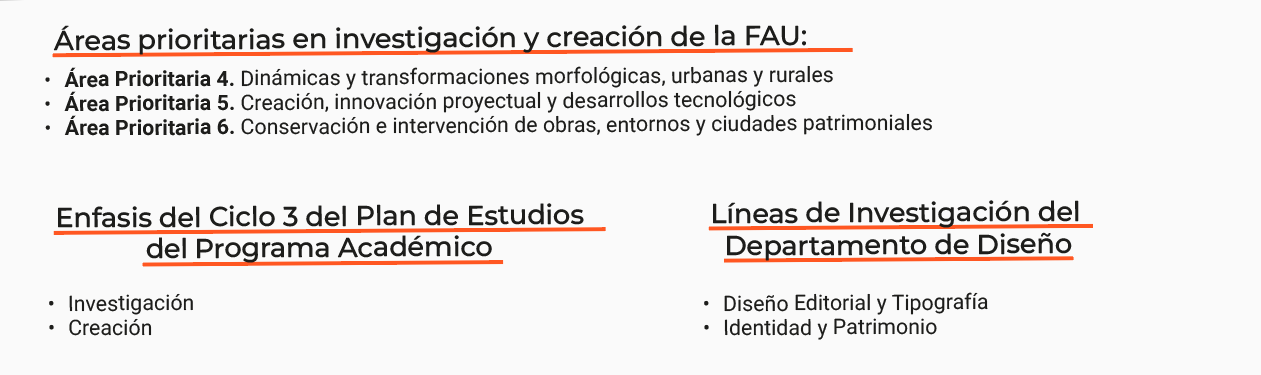 Áreas prioritarias en investigación y creación de la FAU:
• Área Prioritaria 4. Dinámicas y transformaciones morfológicas, urbanas y rurales
• Área Prioritaria 5. Creación, innovación proyectual y desarrollos tecnológicos
• Área Prioritaria 6. Conservación e intervención de obras, entornos y ciudades patrimoniales
Enfasis del Ciclo 3 del Plan de Estudios
del Programa Académico
• Investigación
• Creación
Líneas de Investigación del
Departamento de Diseño
• Diseño Editorial y Tipografía
• Identidad y Patrimonio